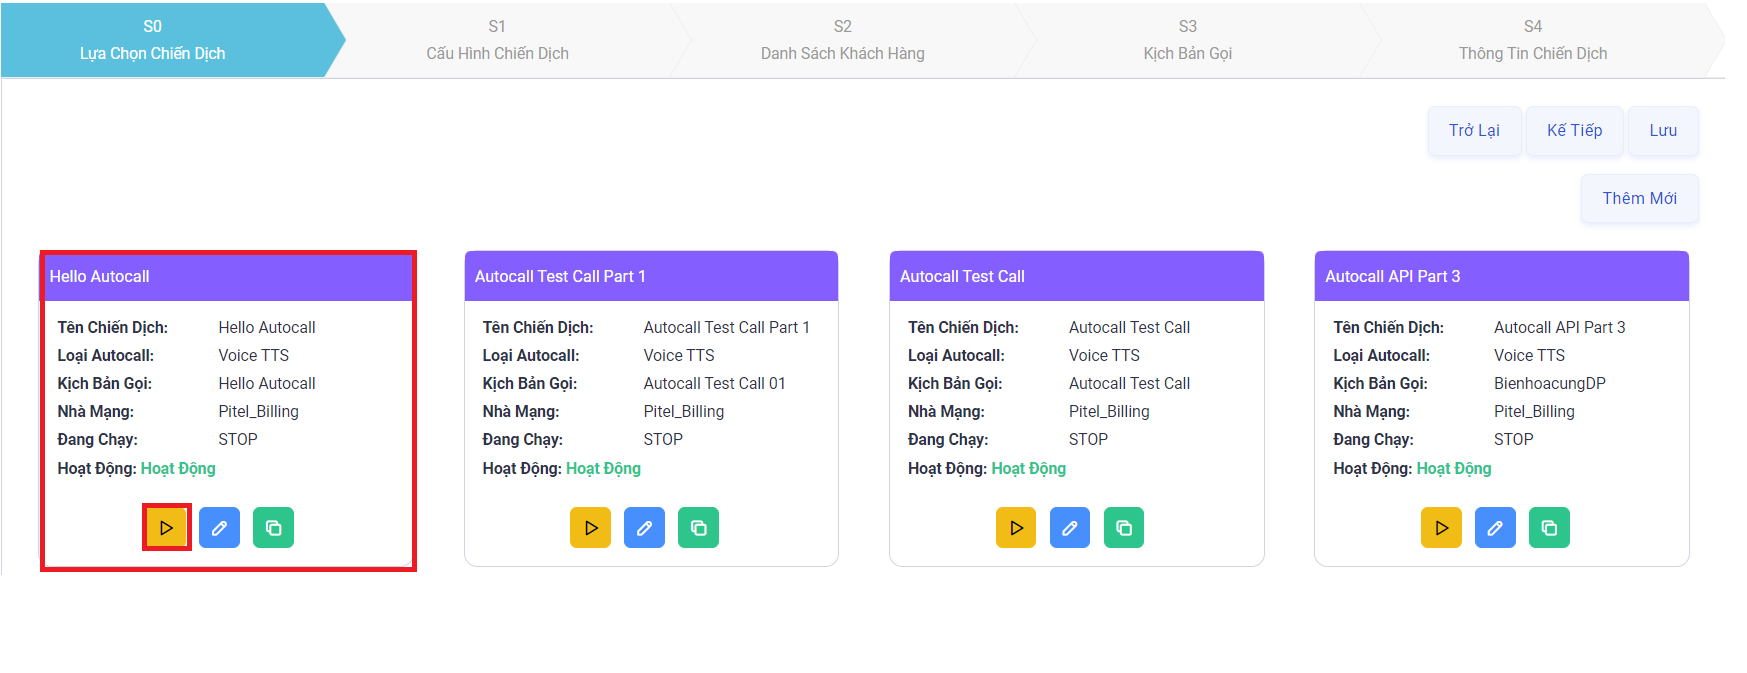 S0
Lựa Chọn Chiến Dịch
S1
Cấu Hình Chiến Dịch
S2
Danh Sách Khách Hàng
S3
Kịch Bản Gọi
S4
Thông Tin Chiến Dịch
Trở Lại
Kế Tiếp
Lưu
Thêm Mới
Hello Autocall
Tên Chiến Dịch: Hello Autocall
Loại Autocall: Voice TTS
Kịch Bản Gọi: Hello Autocall
Nhà Mạng: Pitel_Billing
Đang Chạy: STOP
Hoạt Động: Hoạt Động
Autocall Test Call Part 1
Tên Chiến Dịch: Autocall Test Call Part 1
Loại Autocall: Voice TTS
Kịch Bản Gọi: Autocall Test Call 01
Nhà Mạng: Pitel_Billing
Đang Chạy: STOP
Hoạt Động: Hoạt Động
Autocall Test Call
Tên Chiến Dịch: Autocall Test Call
Loại Autocall: Voice TTS
Kịch Bản Gọi: Autocall Test Call
Nhà Mạng: Pitel_Billing
Đang Chạy: STOP
Hoạt Động: Hoạt Động
Autocall API Part 3
Tên Chiến Dịch: Autocall API Part 3
Loại Autocall: Voice TTS
Kịch Bản Gọi: BienhoacungDP
Nhà Mạng: Pitel_Billing
Đang Chạy: STOP
Hoạt Động: Hoạt Động